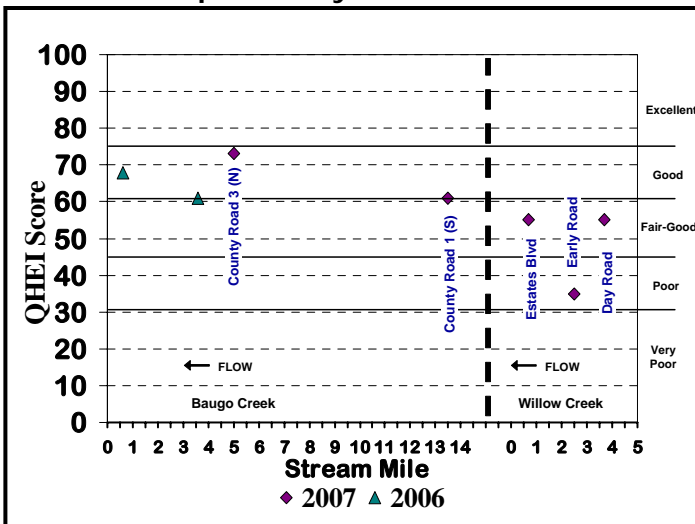 100
90
80
70
60
50
40
30
20
10
0
QHEI Score
Excellent
Good
Fair-Good
Poor
Very
Poor
County Road 3 (N)
County Road 1 (S)
Estates Blvd
Early Road
Day Road
FLOW
FLOW
Baugo Creek
Willow Creek
0 1 2 3 4 5 6 7 8 9 10 11 12 13 14 0 1 2 3 4 5
Stream Mile
2007 2006